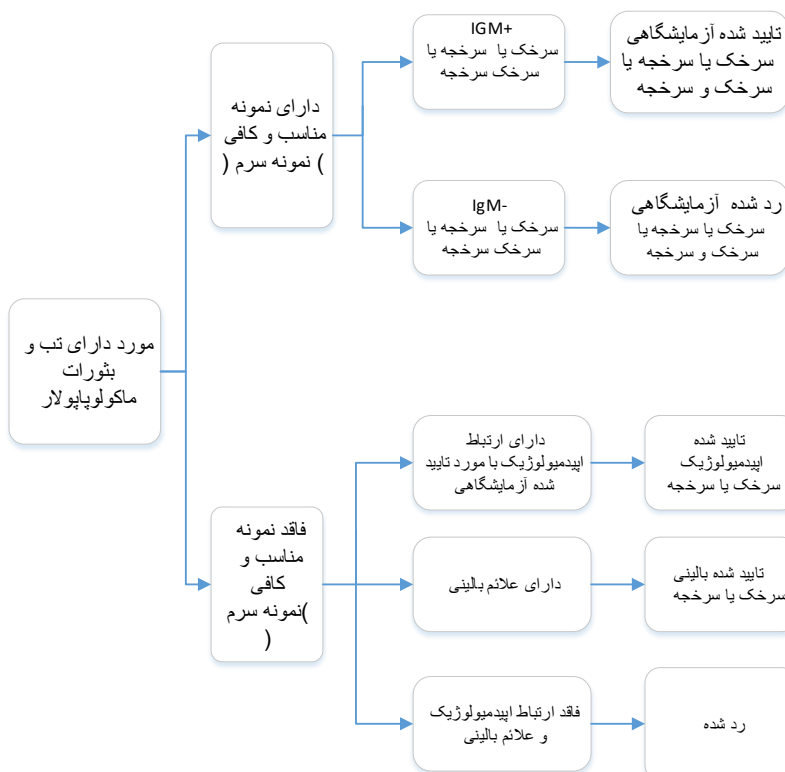 مورد دارای تب و
بثورات
ماکولوپاپولار
دارای نمونه
مناسب و کافی
) نمونه سرم (
IGM+
سرخک یا سرخجه یا
سرخک سرخجه
تایید شده آزمایشگاهی
سرخک یا سرخجه یا
سرخک و سرخجه
IgM-
سرخک یا سرخجه یا
سرخک سرخجه
رد شده آزمایشگاهی
سرخک یا سرخجه یا
سرخک و سرخجه
فاقد نمونه
مناسب و
کافی
)نمونه سرم
(
دارای ارتباط
اپیدمیولوژیک با مورد تایید
شده آزمایشگاهی
تایید شده
اپیدمیولوژیک
سرخک یا سرخجه
دارای علائم بالینی
تایید شده بالینی
سرخک یا سرخجه
فاقد ارتباط اپیدمیولوژیک
و علائم بالینی
رد شده